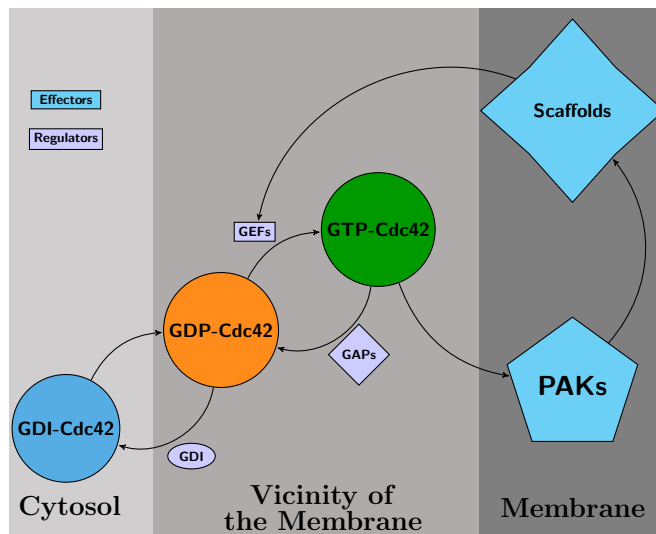 Effectors
Regulators
Scaffolds
GEFs
GTP-Cdc42
GDP-Cdc42
GAPs
PAKs
GDI-Cdc42
GDI
Cytosol
Vicinity of
the Membrane
Membrane